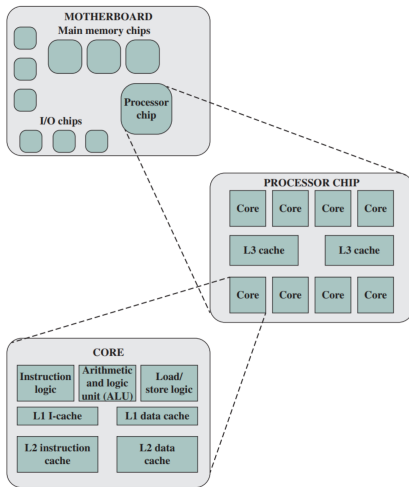 MOTHERBOARD
Main memory chips
Processor
chip
I/O chips
PROCESSOR CHIP
Core
Core
Core
Core
L3 cache
L3 cache
Core
Core
Core
Core
CORE
Instruction
logic
Arithmetic
and logic
unit (ALU)
Load/
store logic
L1 I-cache
L1 data cache
L2 instruction
cache
L2 data
cache